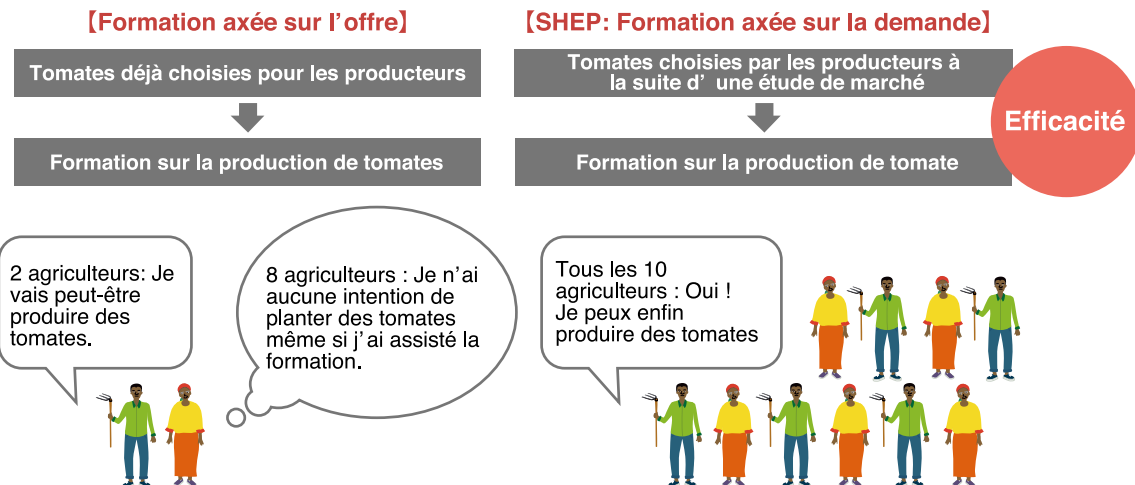 【Formation axée sur l'offre】
Tomates déjà choisies pour les producteurs
Formation sur la production de tomates
2 agriculteurs: Je
vais peut-être
produire des
tomates.
8 agriculteurs : Je n'ai
aucune intention de
planter des tomates
même si j'ai assisté la
formation.
【SHEP: Formation axée sur la demande】
Tomates choisies par les producteurs à
la suite d' une étude de marché
Formation sur la production de tomate
Efficacité
Tous les 10
agriculteurs : Oui !
Je peux enfin
produire des tomates